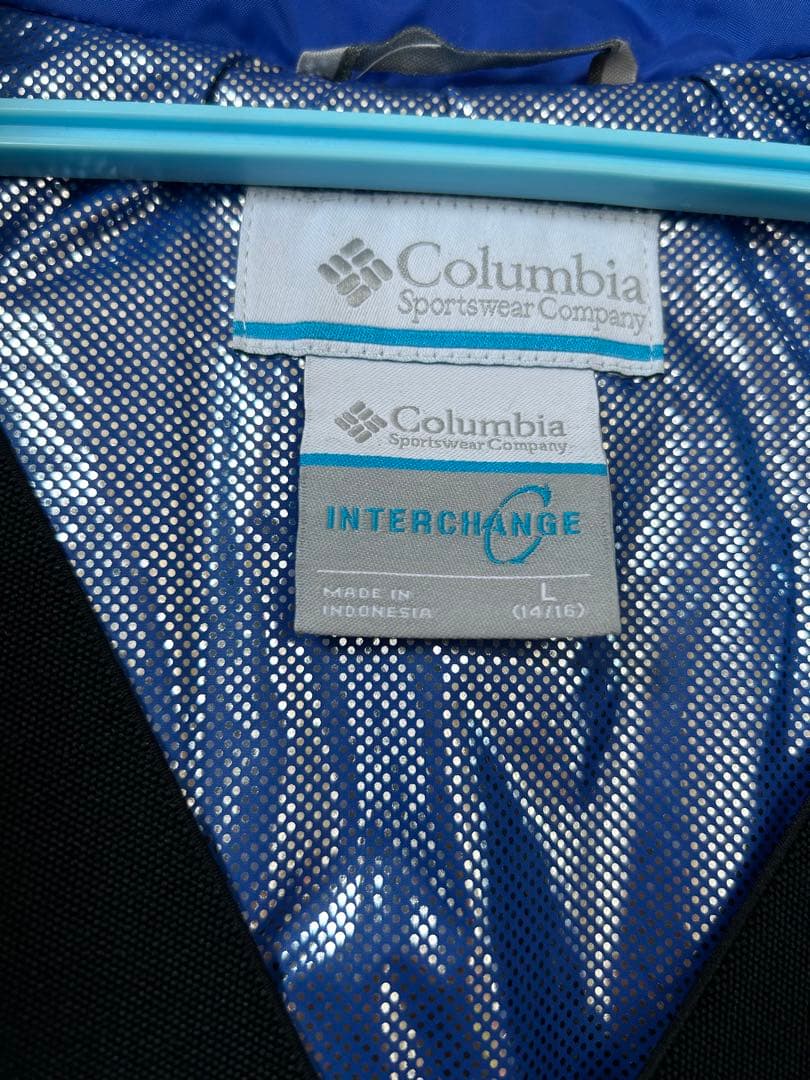 Columbia
Sportswear Company
Columbia
Sportswear Company
INTERCHANGE
MADE IN L
INDONESIA (14/16)